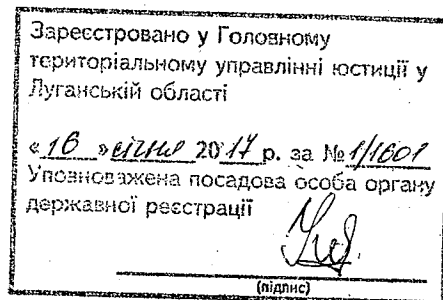 Зареєстровано у Головному
територіальному управлінні юстиції у
Луганській області
«16» січня 2017 р. за № 1/1601
Уповноважена посадова особа органу
державної реєстрації
(підпис)